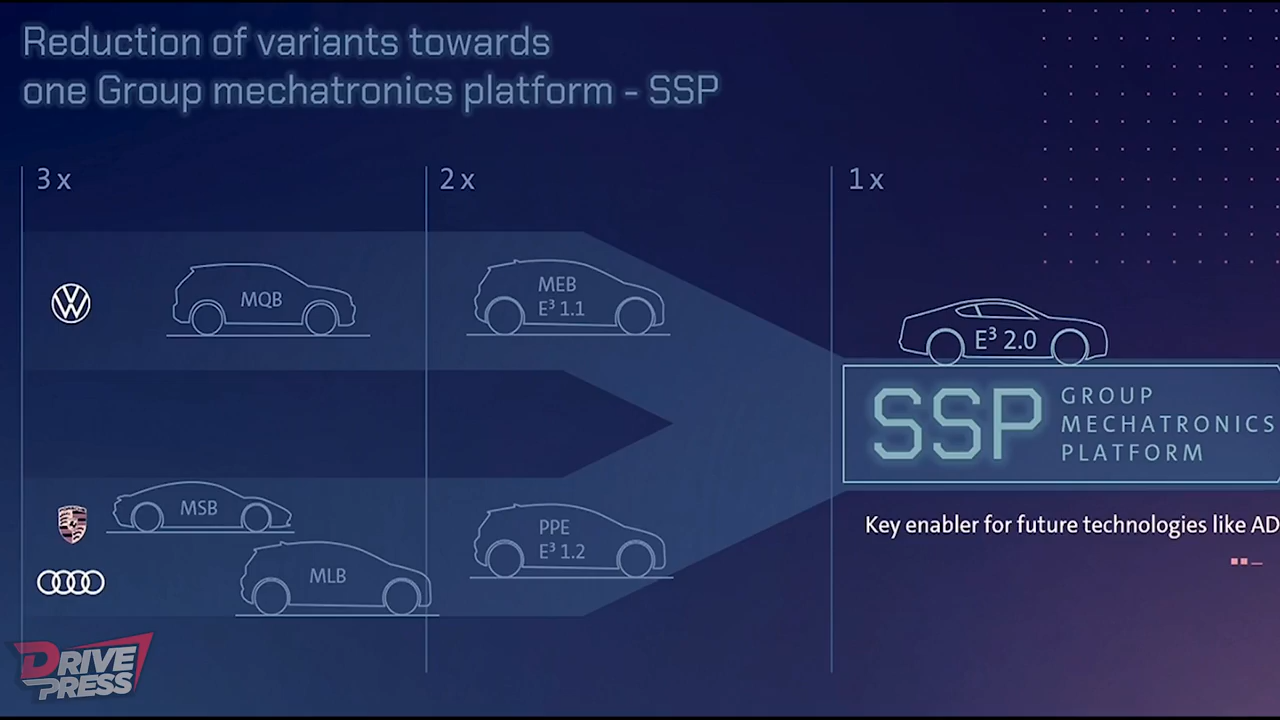 Reduction of variants towards
one Group mechatronics platform - SSP
3 x
2 x
1 x
MQB
MEB
E³ 1.1
E³ 2.0
SSP
GROUP
MECHATRONICS
PLATFORM
MSB
MLB
PPE
E³ 1.2
Key enabler for future technologies like AD
PORSCHE
DRIVE
PRESS